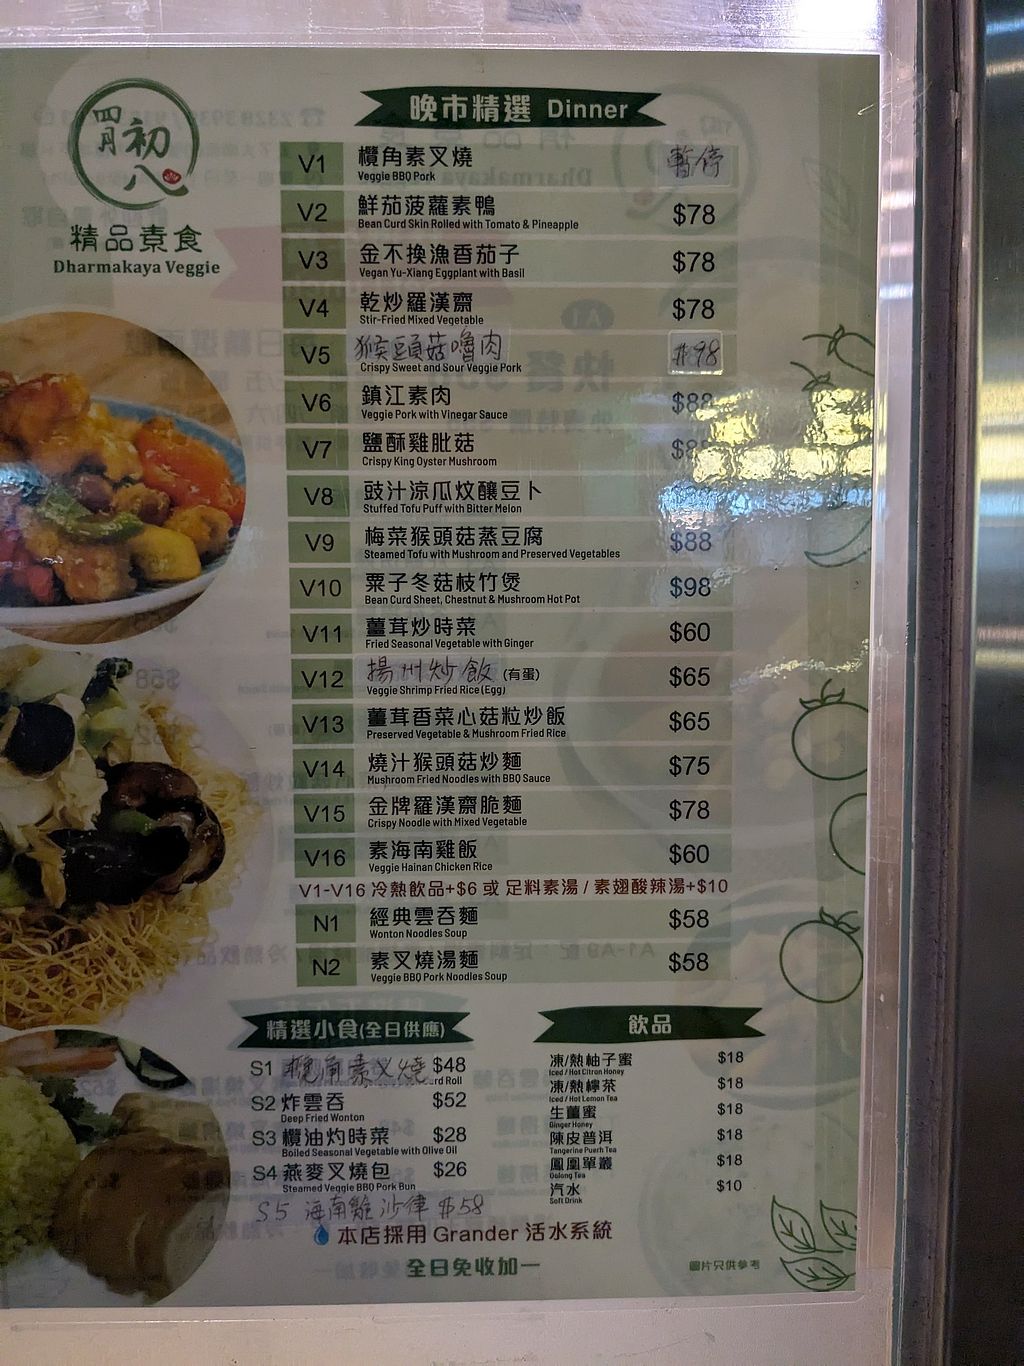 四月初八
精品素食
Dharmakaya Veggie
晚市精選 Dinner
V1 欖角素叉燒 暫停
Veggie BBQ Pork
V2 鮮茄菠蘿素鴨 $78
Bean Curd Skin Rolled with Tomato & Pineapple
V3 金不換漁香茄子 $78
Vegan Yu-Xiang Eggplant with Basil
V4 乾炒羅漢齋 $78
Stir-Fried Mixed Vegetable
V5 猴頭菇嚕肉 $98
Crispy Sweet and Sour Veggie Pork
V6 鎮江素肉 $88
Veggie Pork with Vinegar Sauce
V7 鹽酥雞肶菇
Crispy King Oyster Mushroom
V8 豉汁涼瓜炆釀豆卜
Stuffed Tofu Puff with Bitter Melon
V9 梅菜猴頭菇蒸豆腐 $88
Steamed Tofu with Mushroom and Preserved Vegetables
V10 粟子冬菇枝竹煲 $98
Bean Curd Sheet, Chestnut & Mushroom Hot Pot
V11 薑茸炒時菜 $60
Fried Seasonal Vegetable with Ginger
V12 揚州炒飯 (有蛋) $65
Veggie Shrimp Fried Rice (Egg)
V13 薑茸香菜心菇粒炒飯 $65
Preserved Vegetable & Mushroom Fried Rice
V14 燒汁猴頭菇炒麵 $75
Mushroom Fried Noodles with BBQ Sauce
V15 金牌羅漢齋脆麵 $78
Crispy Noodle with Mixed Vegetable
V16 素海南雞飯 $60
Veggie Hainan Chicken Rice
V1-V16 冷熱飲品+$6 或 足料素湯 / 素翅酸辣湯+$10
N1 經典雲吞麵 $58
Wonton Noodles Soup
N2 素叉燒湯麵 $58
Veggie BBQ Pork Noodles Soup
精選小食(全日供應)
S1 欖角素叉燒 $48
Roll
S2 炸雲吞 $52
Deep Fried Wonton
S3 欖油灼時菜 $28
Boiled Seasonal Vegetable with Olive Oil
S4 燕麥叉燒包 $26
Steamed Veggie BBQ Pork Bun
S5 海南雞沙律 $58
飲品
凍/熱柚子蜜 $18
Iced / Hot Citron Honey
凍/熱檸茶 $18
Iced / Hot Lemon Tea
生薑蜜 $18
Ginger Honey
陳皮普洱 $18
Tangerine Puerh Tea
鳳凰單叢 $18
Oolong Tea
汽水 $10
Soft Drink
本店採用 Grander 活水系統
全日免收加一
圖片只供參考